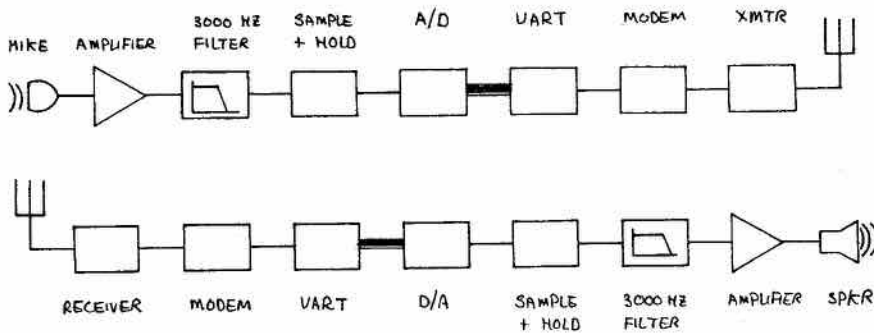 MIKE
AMPLIFIER
3000 HZ
FILTER
SAMPLE
+ HOLD
A/D
UART
MODEM
XMTR
RECEIVER
MODEM
UART
D/A
SAMPLE
+ HOLD
3000 HZ
FILTER
AMPLIFIER
SPKR